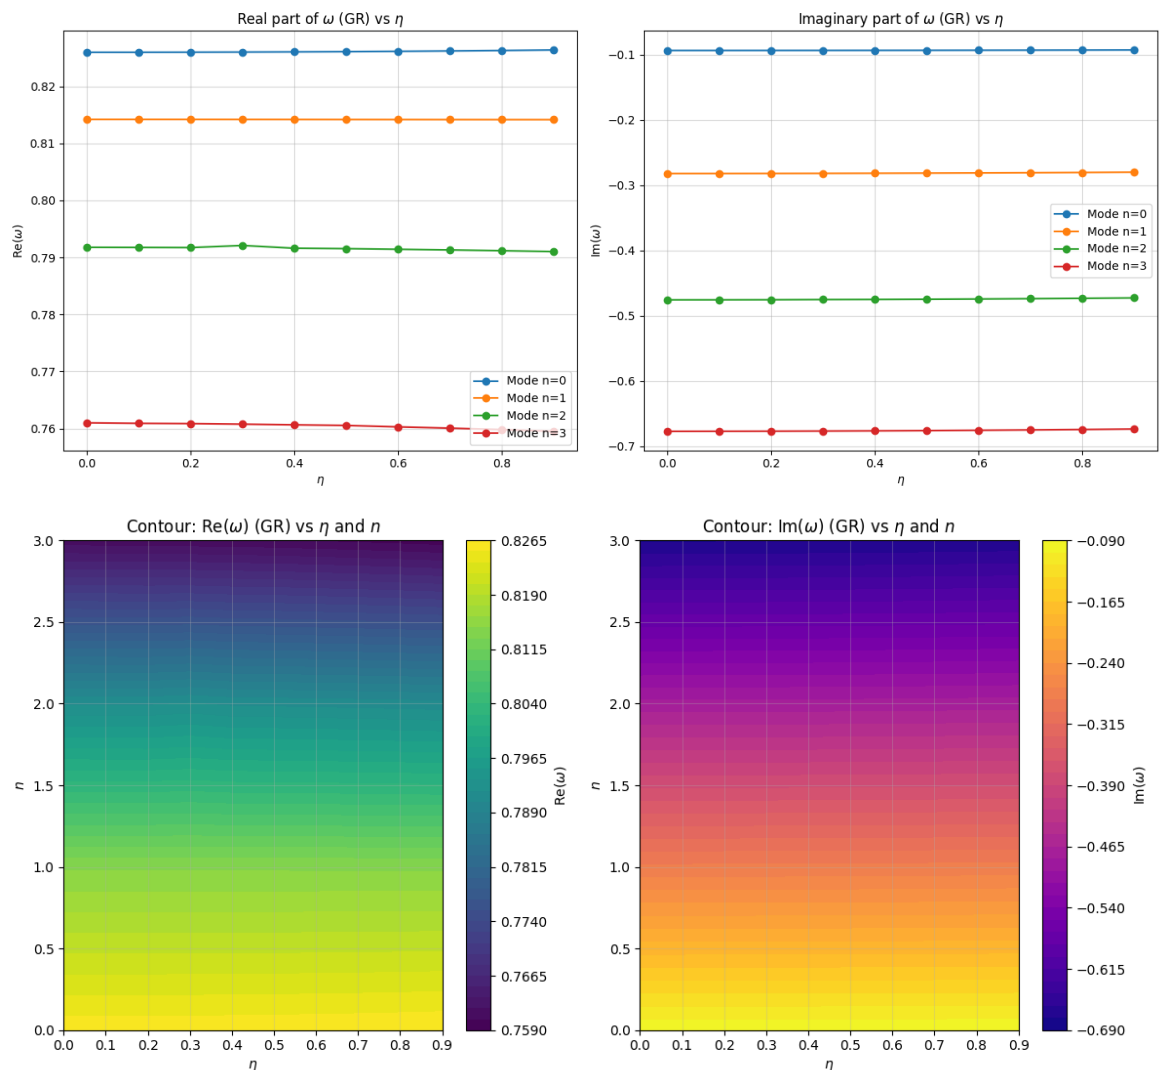 Real part of ω (GR) vs η
Re(ω)
0.82
0.81
0.80
0.79
0.78
0.77
0.76
0.0 0.2 0.4 0.6 0.8
η
Mode n=0
Mode n=1
Mode n=2
Mode n=3
Imaginary part of ω (GR) vs η
Im(ω)
−0.1
−0.2
−0.3
−0.4
−0.5
−0.6
−0.7
0.0 0.2 0.4 0.6 0.8
η
Mode n=0
Mode n=1
Mode n=2
Mode n=3
Contour: Re(ω) (GR) vs η and n
n
3.0
2.5
2.0
1.5
1.0
0.5
0.0
0.0 0.1 0.2 0.3 0.4 0.5 0.6 0.7 0.8 0.9
η
0.8265
0.8190
0.8115
0.8040
0.7965
0.7890
0.7815
0.7740
0.7665
0.7590
Re(ω)
Contour: Im(ω) (GR) vs η and n
n
3.0
2.5
2.0
1.5
1.0
0.5
0.0
0.0 0.1 0.2 0.3 0.4 0.5 0.6 0.7 0.8 0.9
η
−0.090
−0.165
−0.240
−0.315
−0.390
−0.465
−0.540
−0.615
−0.690
Im(ω)